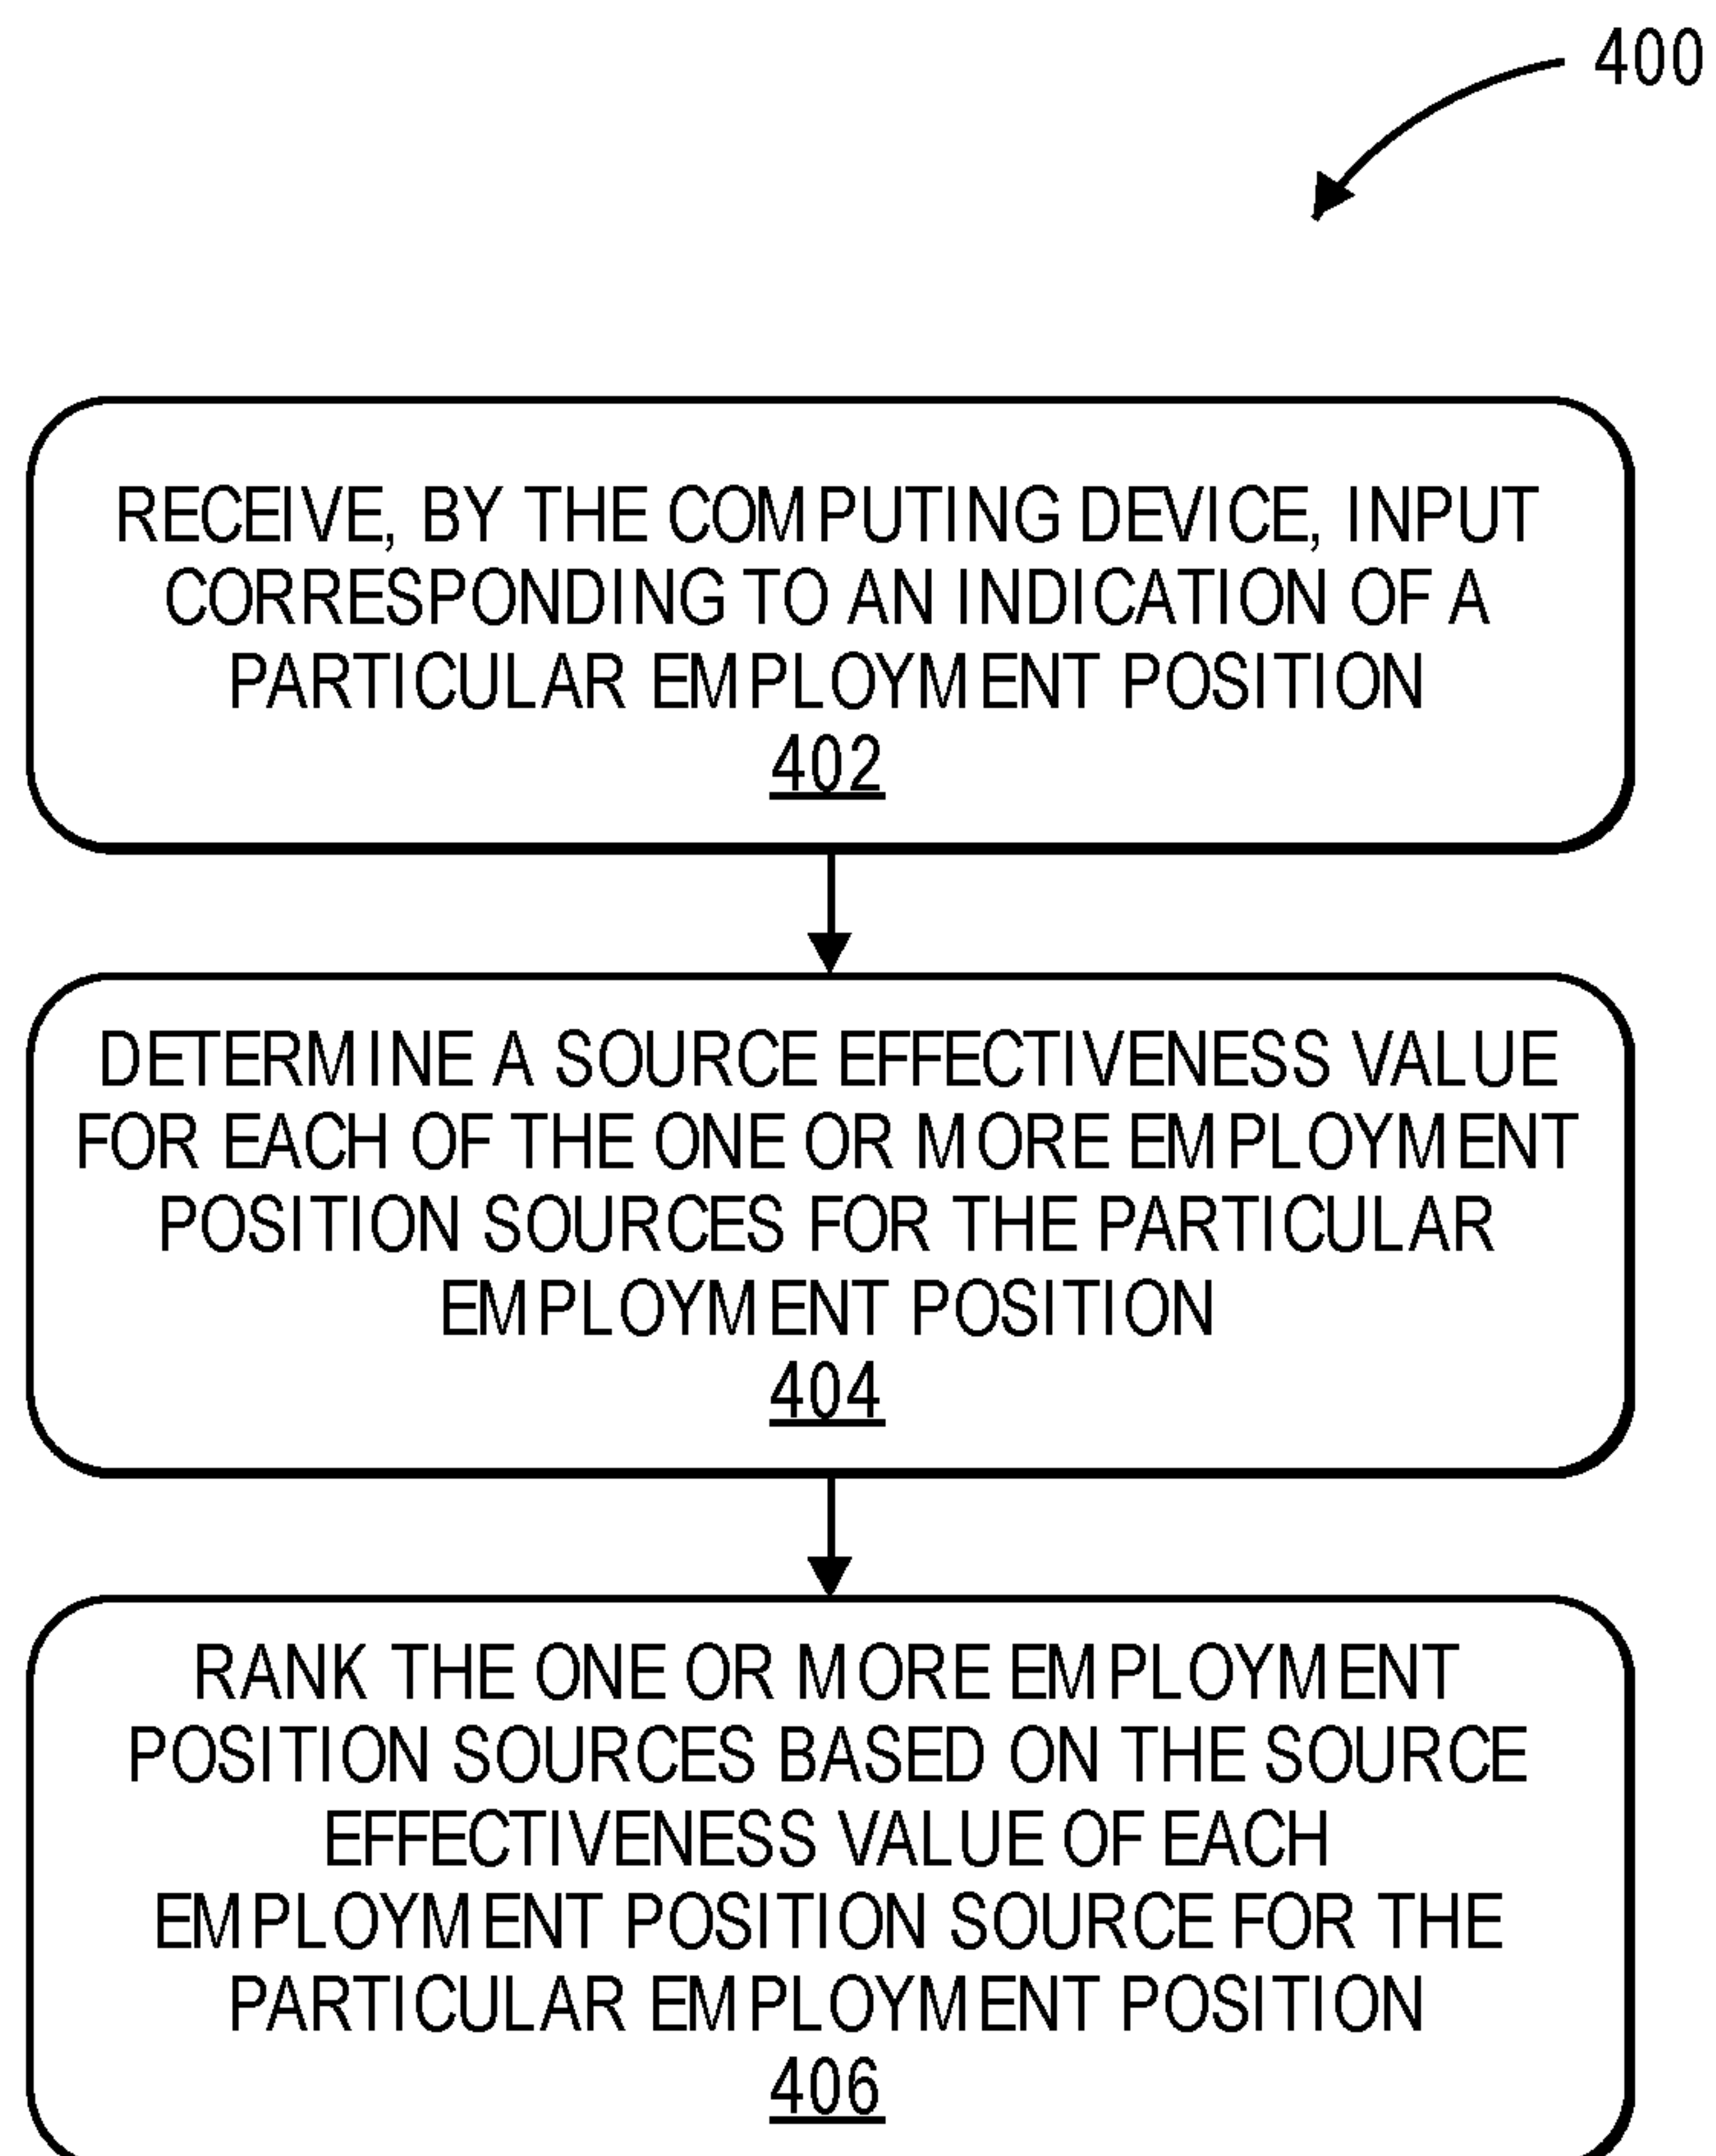 400
RECEIVE, BY THE COMPUTING DEVICE, INPUT
CORRESPONDING TO AN INDICATION OF A
PARTICULAR EMPLOYMENT POSITION
402
DETERMINE A SOURCE EFFECTIVENESS VALUE
FOR EACH OF THE ONE OR MORE EMPLOYMENT
POSITION SOURCES FOR THE PARTICULAR
EMPLOYMENT POSITION
404
RANK THE ONE OR MORE EMPLOYMENT
POSITION SOURCES BASED ON THE SOURCE
EFFECTIVENESS VALUE OF EACH
EMPLOYMENT POSITION SOURCE FOR THE
PARTICULAR EMPLOYMENT POSITION
406